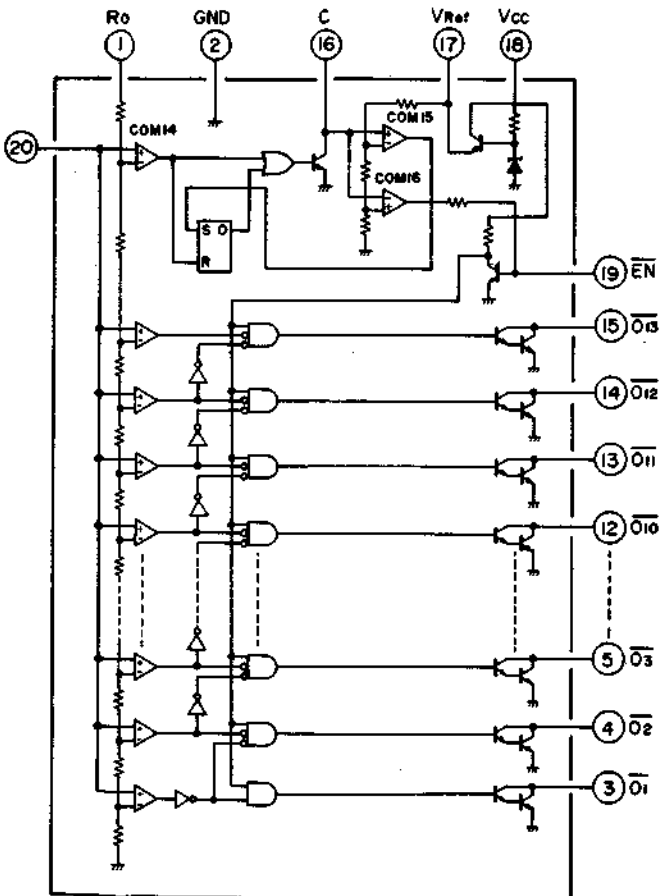 Ro GND C VRef Vcc
1 2 16 17 18
COM14
COM15
20
COM16
S O
R
19 EN
15 O13
14 O12
13 O11
12 O10
5 O3
4 O2
3 O1